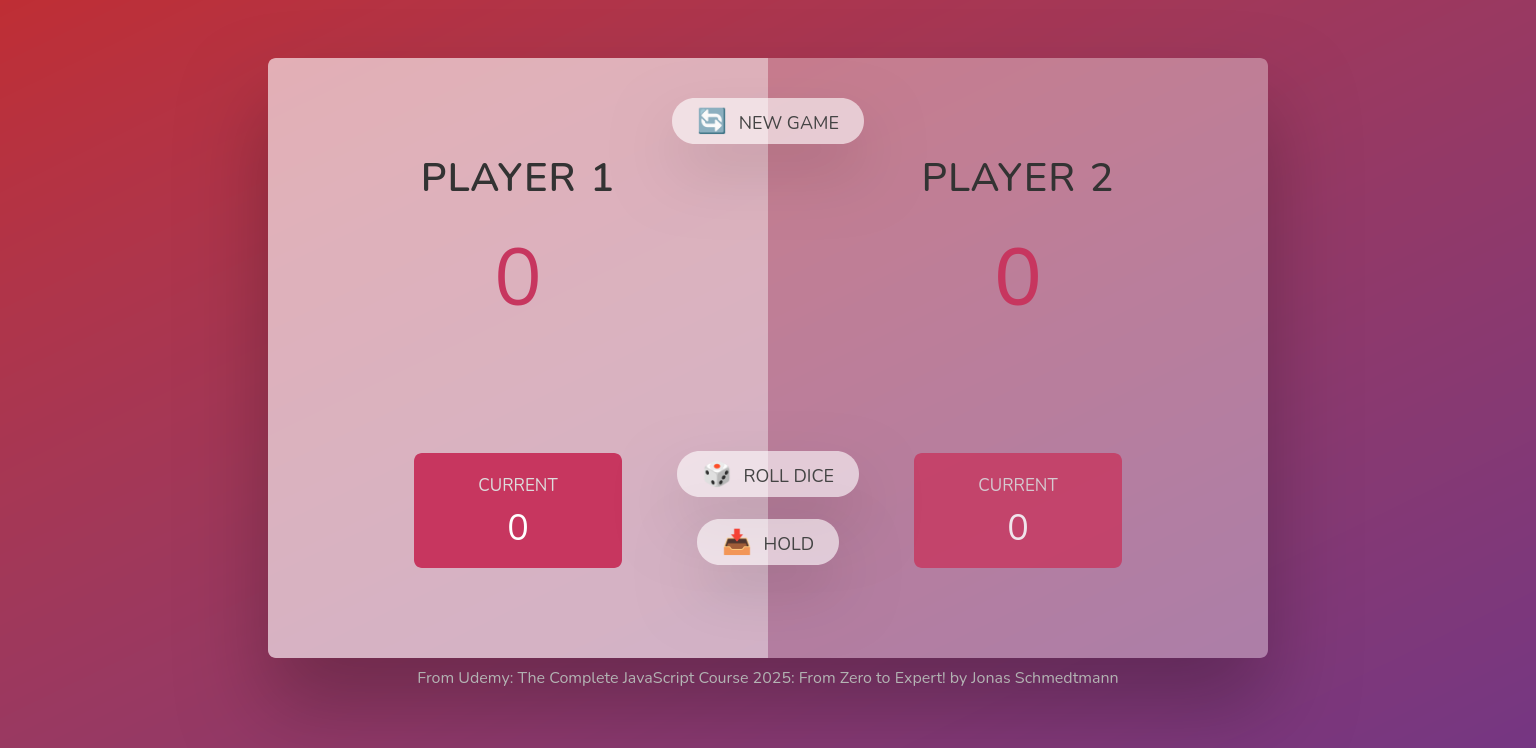 NEW GAME
PLAYER 1
0
CURRENT
0
PLAYER 2
0
CURRENT
0
ROLL DICE
HOLD
From Udemy: The Complete JavaScript Course 2025: From Zero to Expert! by Jonas Schmedtmann